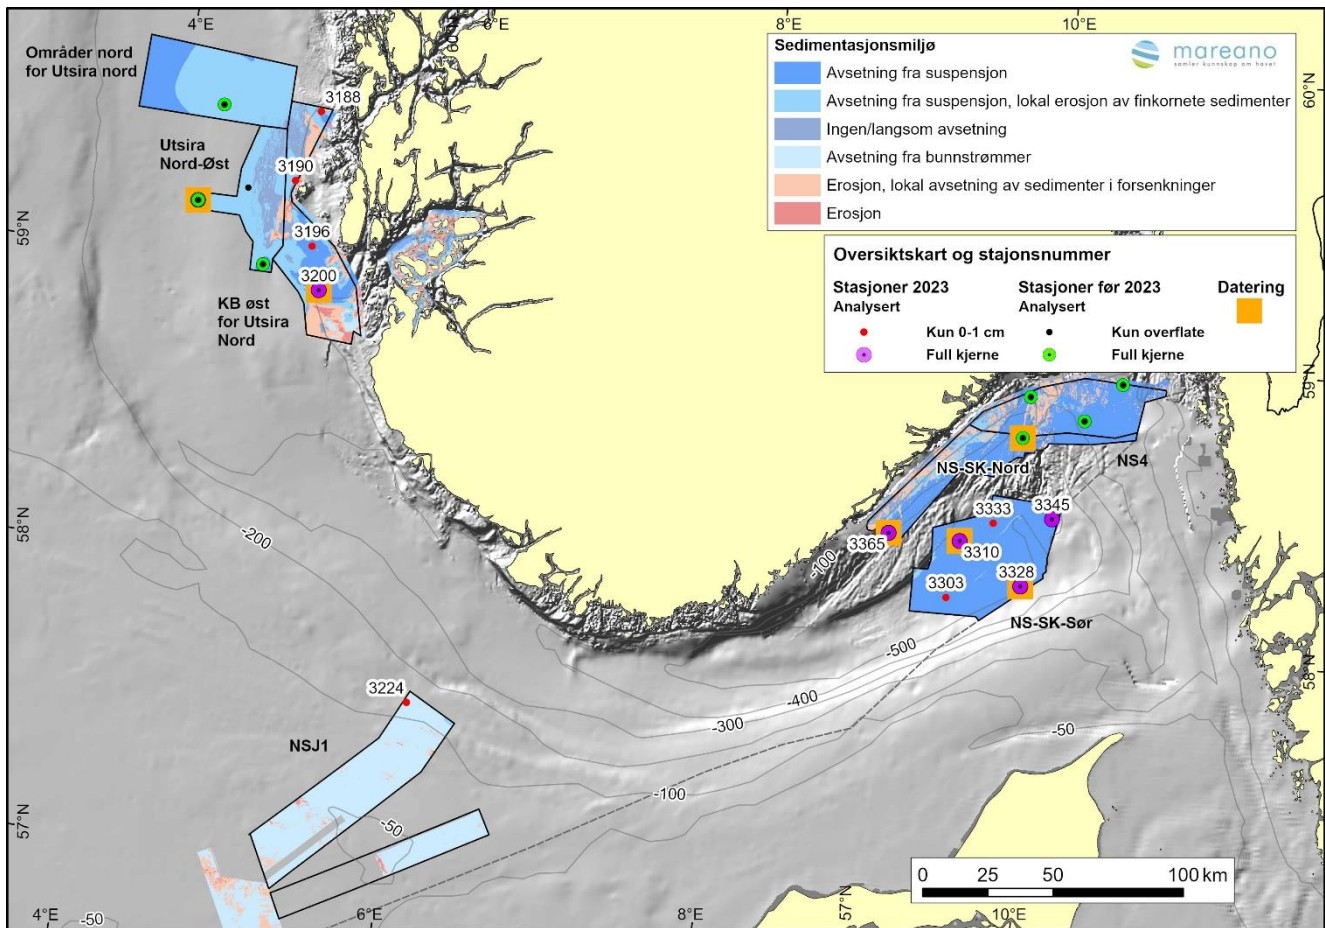 4°E
6°E
8°E
10°E
60°N
60°N
59°N
59°N
58°N
58°N
57°N
57°N
4°E
6°E
8°E
10°E
Områder nord
for Utsira nord
Utsira
Nord-Øst
KB øst
for Utsira
Nord
3188
3190
3196
3200
Sedimentasjonsmiljø
mareano
samler kunnskap om havet
Avsetning fra suspensjon
Avsetning fra suspensjon, lokal erosjon av finkornete sedimenter
Ingen/langsom avsetning
Avsetning fra bunnstrømmer
Erosjon, lokal avsetning av sedimenter i forsenkninger
Erosjon
Oversiktskart og stajonsnummer
Stasjoner 2023
Analysert
Kun 0-1 cm
Full kjerne
Stasjoner før 2023
Analysert
Kun overflate
Full kjerne
Datering
NS-SK-Nord
NS4
3365
3333
3345
3310
3303
3328
NS-SK-Sør
-200
-100
-500
-400
-300
-50
-100
3224
NSJ1
-50
-50
0 25 50 100 km